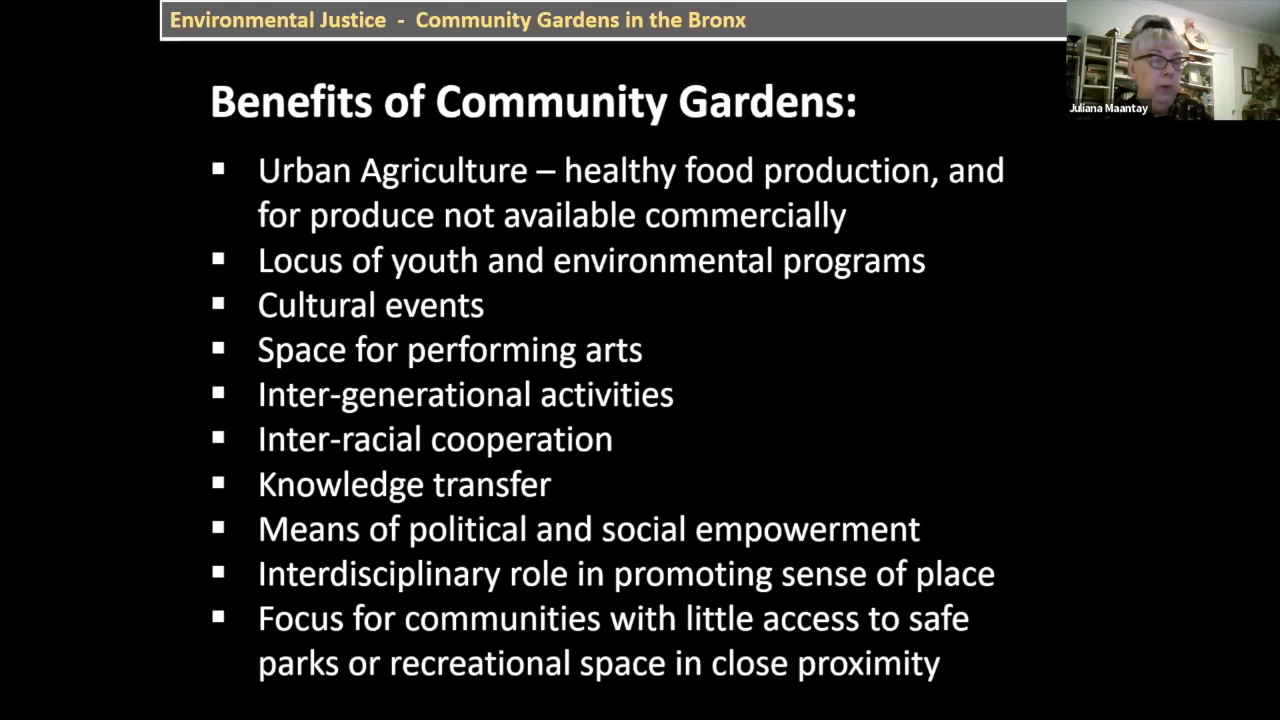 Environmental Justice - Community Gardens in the Bronx
Juliana Maantay
Benefits of Community Gardens:
▪ Urban Agriculture – healthy food production, and
for produce not available commercially
▪ Locus of youth and environmental programs
▪ Cultural events
▪ Space for performing arts
▪ Inter-generational activities
▪ Inter-racial cooperation
▪ Knowledge transfer
▪ Means of political and social empowerment
▪ Interdisciplinary role in promoting sense of place
▪ Focus for communities with little access to safe
parks or recreational space in close proximity